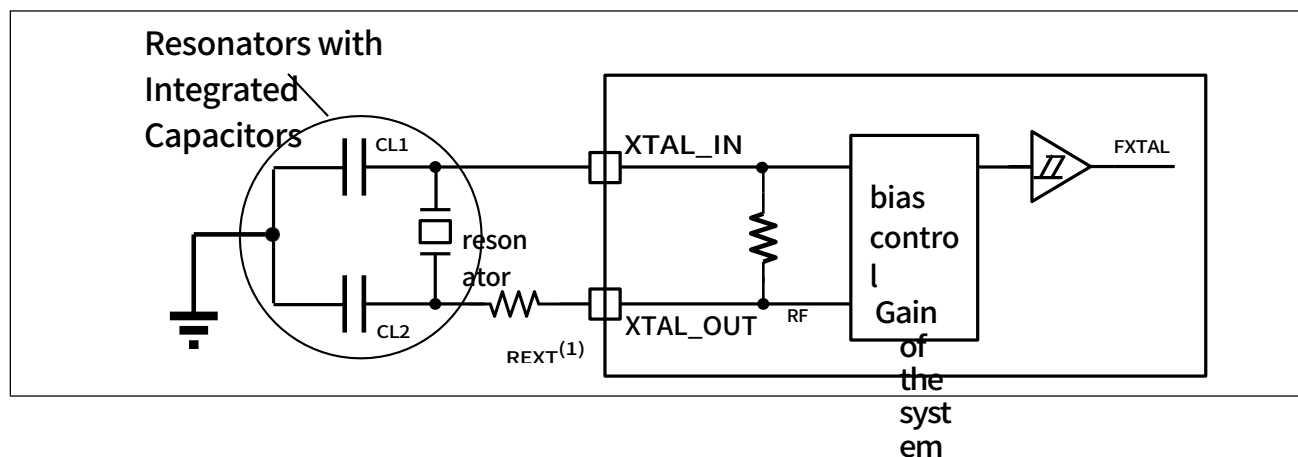 Resonators with
Integrated
Capacitors
CL1
XTAL_IN
FXTAL
bias
contro
l
Gain
of
the
syst
em
reson
ator
CL2
REXT(1)
XTAL_OUT
RF